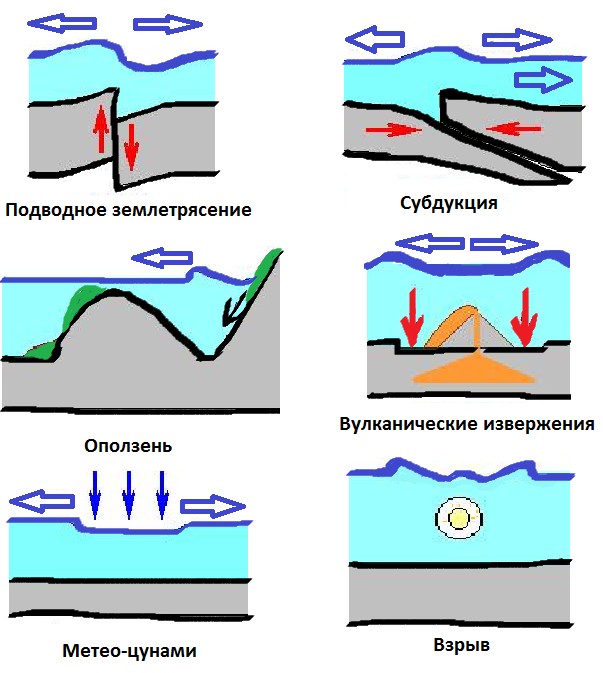 Подводное землетрясение
Субдукция
Оползень
Вулканические извержения
Метео-цунами
Взрыв